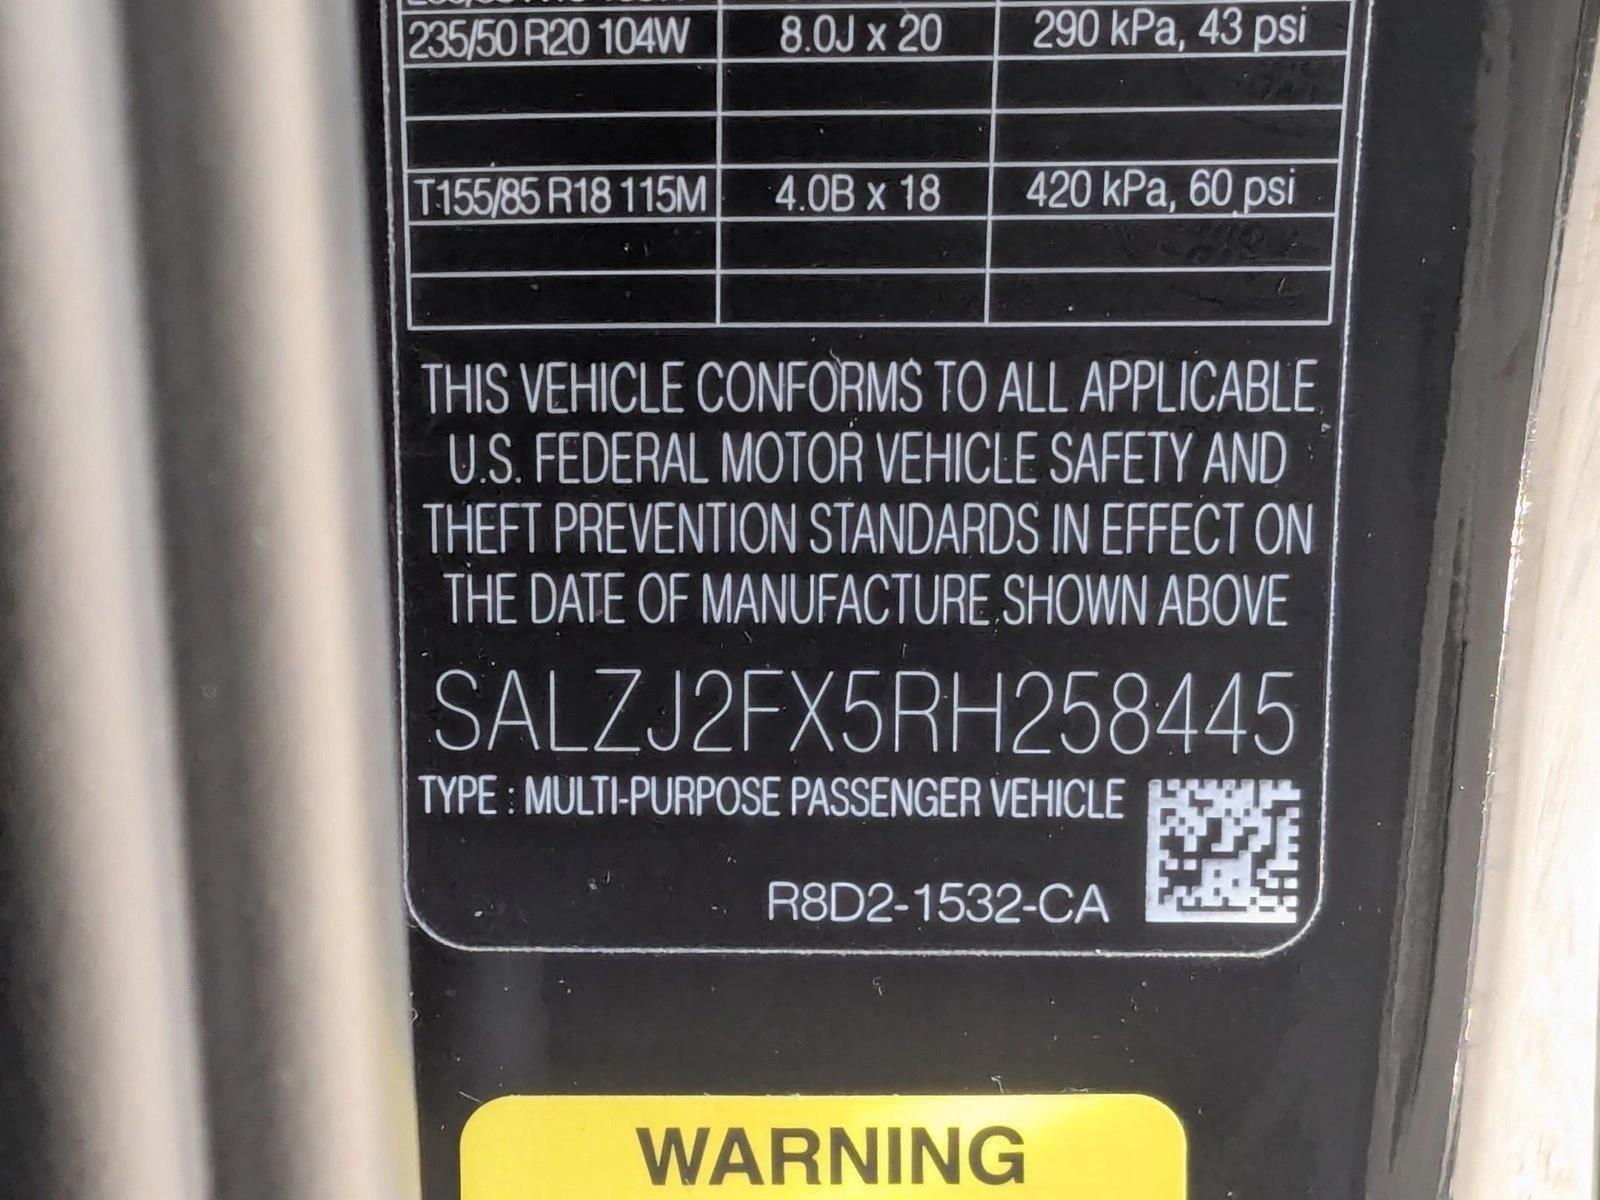 235/50 R20 104W 8.0J x 20 290 kPa, 43 psi
T155/85 R18 115M 4.0B x 18 420 kPa, 60 psi
THIS VEHICLE CONFORMS TO ALL APPLICABLE
U.S. FEDERAL MOTOR VEHICLE SAFETY AND
THEFT PREVENTION STANDARDS IN EFFECT ON
THE DATE OF MANUFACTURE SHOWN ABOVE
SALZJ2FX5RH258445
TYPE : MULTI-PURPOSE PASSENGER VEHICLE
R8D2-1532-CA
WARNING